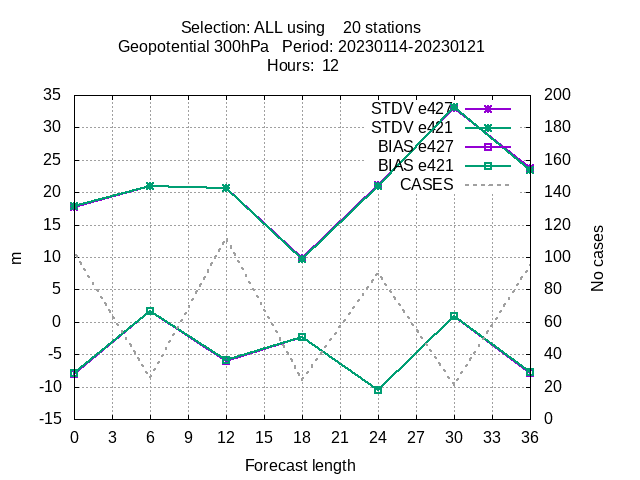 Selection: ALL using    20 stations
Geopotential 300hPa   Period: 20230114-20230121
Hours:  12
35
30
25
20
15
10
5
0
-5
-10
-15
m
STDV e427
STDV e421
BIAS e427
BIAS e421
CASES
200
180
160
140
120
100
80
60
40
20
0
No cases
0 3 6 9 12 15 18 21 24 27 30 33 36
Forecast length